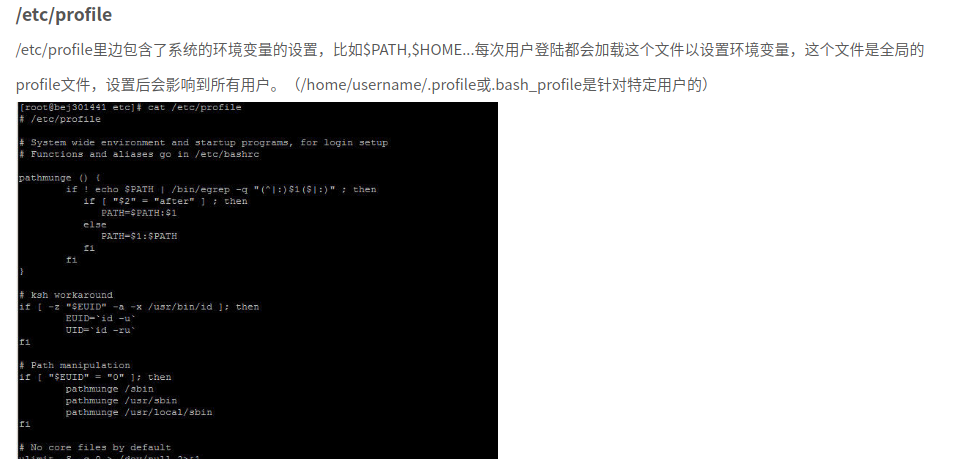 /etc/profile
/etc/profile里边包含了系统的环境变量的设置，比如$PATH,$HOME...每次用户登陆都会加载这个文件以设置环境变量，这个文件是全局的
profile文件，设置后会影响到所有用户。（/home/username/.profile或.bash_profile是针对特定用户的）
[root@bej301441 etc]# cat /etc/profile
# /etc/profile
# System wide environment and startup programs, for login setup
# Functions and aliases go in /etc/bashrc
pathmunge () {
if ! echo $PATH | /bin/egrep -q "(^|:)$1($|:)" ; then
if [ "$2" = "after" ] ; then
PATH=$PATH:$1
else
PATH=$1:$PATH
fi
fi
}
# ksh workaround
if [ -z "$EUID" -a -x /usr/bin/id ]; then
EUID=`id -u`
UID=`id -ru`
fi
# Path manipulation
if [ "$EUID" = "0" ]; then
pathmunge /sbin
pathmunge /usr/sbin
pathmunge /usr/local/sbin
fi
# No core files by default